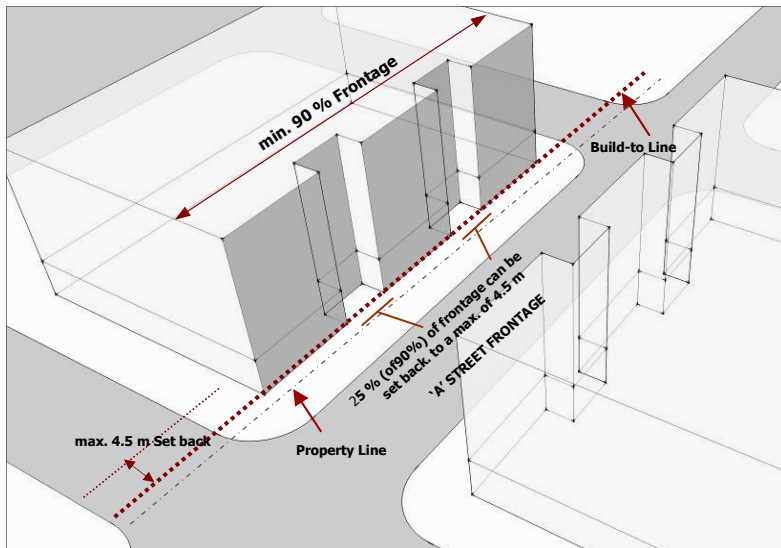 min. 90 % Frontage
Build-to Line
25 % (of90%) of frontage can be
set back. to a max. of 4.5 m
‘A’ STREET FRONTAGE
max. 4.5 m Set back
Property Line